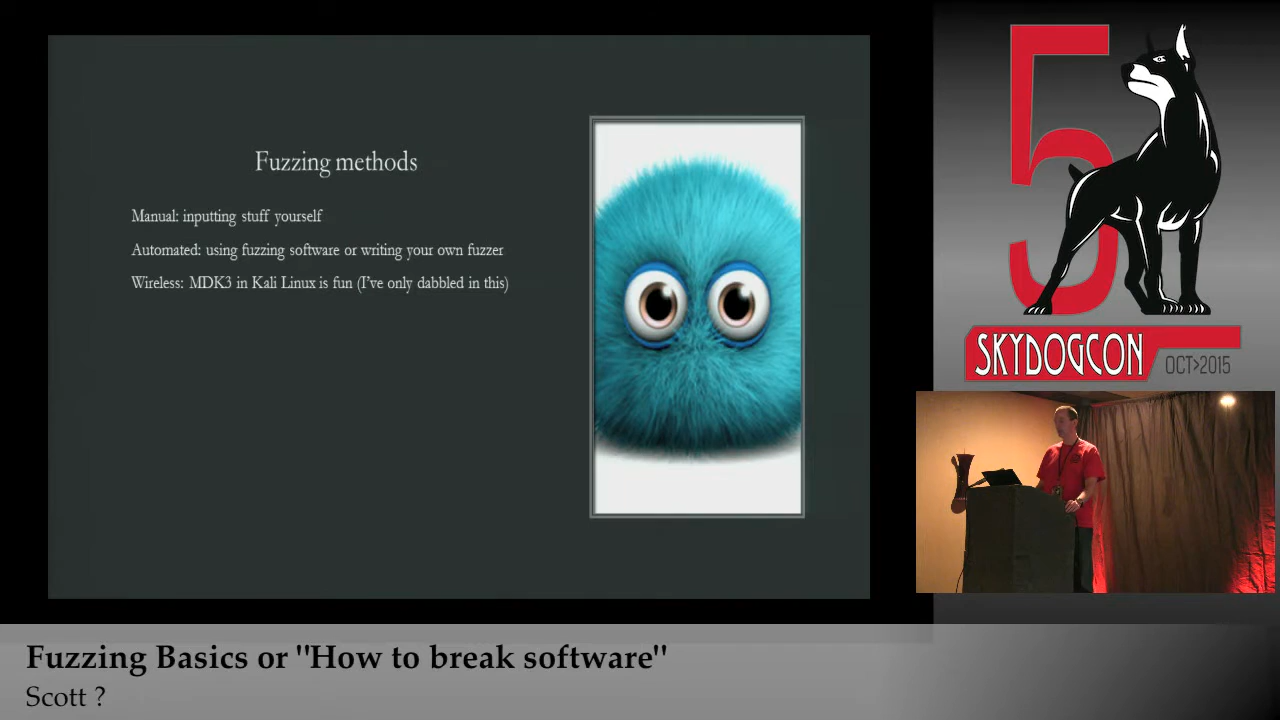 Fuzzing methods
Manual: inputting stuff yourself
Automated: using fuzzing software or writing your own fuzzer
Wireless: MDK3 in Kali Linux is fun (I've only dabbled in this)
5
SKYDOGCON OCT>2015
Fuzzing Basics or "How to break software"
Scott ?